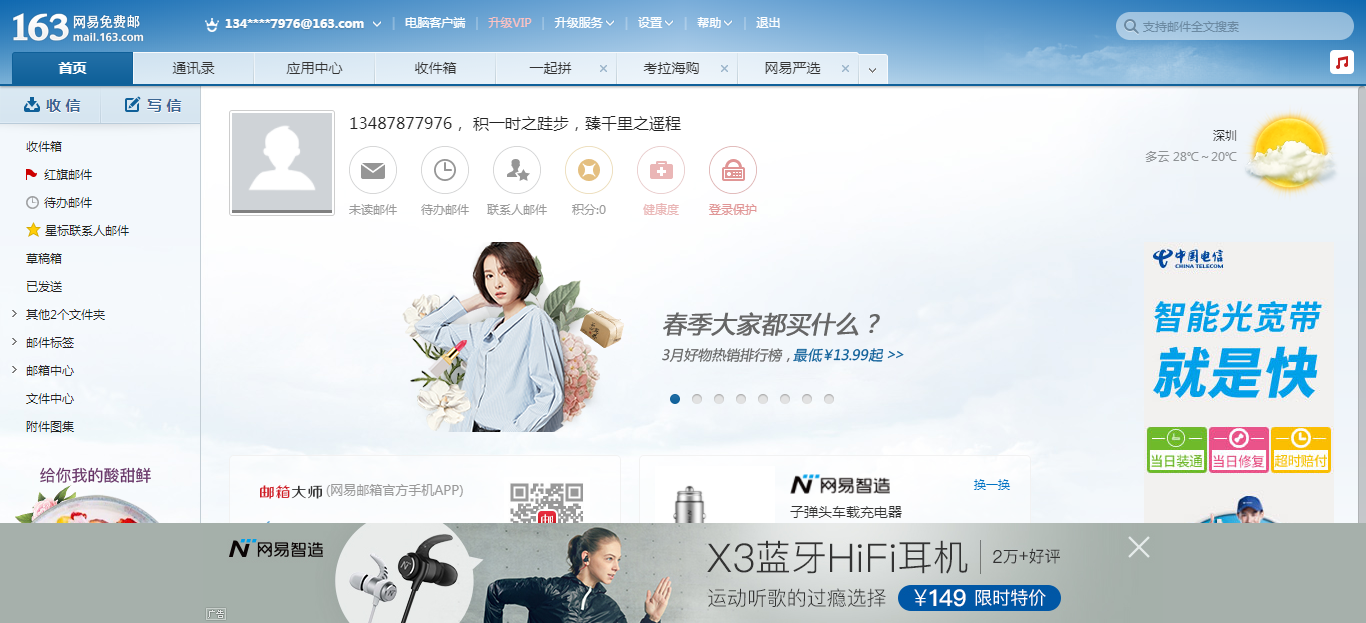 163 网易免费邮
mail.163.com
134****7976@163.com
电脑客户端
升级VIP
升级服务
设置
帮助
退出
支持邮件全文搜索
首页
通讯录
应用中心
收件箱
一起拼
考拉海购
网易严选
收信
写信
收件箱
红旗邮件
待办邮件
星标联系人邮件
草稿箱
已发送
其他2个文件夹
邮件标签
邮箱中心
文件中心
附件图集
给你我的酸甜鲜
13487877976 ， 积一时之跬步，臻千里之遥程
未读邮件
待办邮件
联系人邮件
积分:0
健康度
登录保护
深圳
多云 28℃ ~ 20℃
春季大家都买什么？
3月好物热销排行榜 , 最低¥13.99起 >>
中国电信
CHINA TELECOM
智能光宽带
就是快
当日装通
当日修复
超时赔付
邮箱大师 (网易邮箱官方手机APP)
网易智造
换一换
子弹头车载充电器
网易智造
X3蓝牙HiFi耳机
2万+好评
运动听歌的过瘾选择
¥149 限时特价
广告